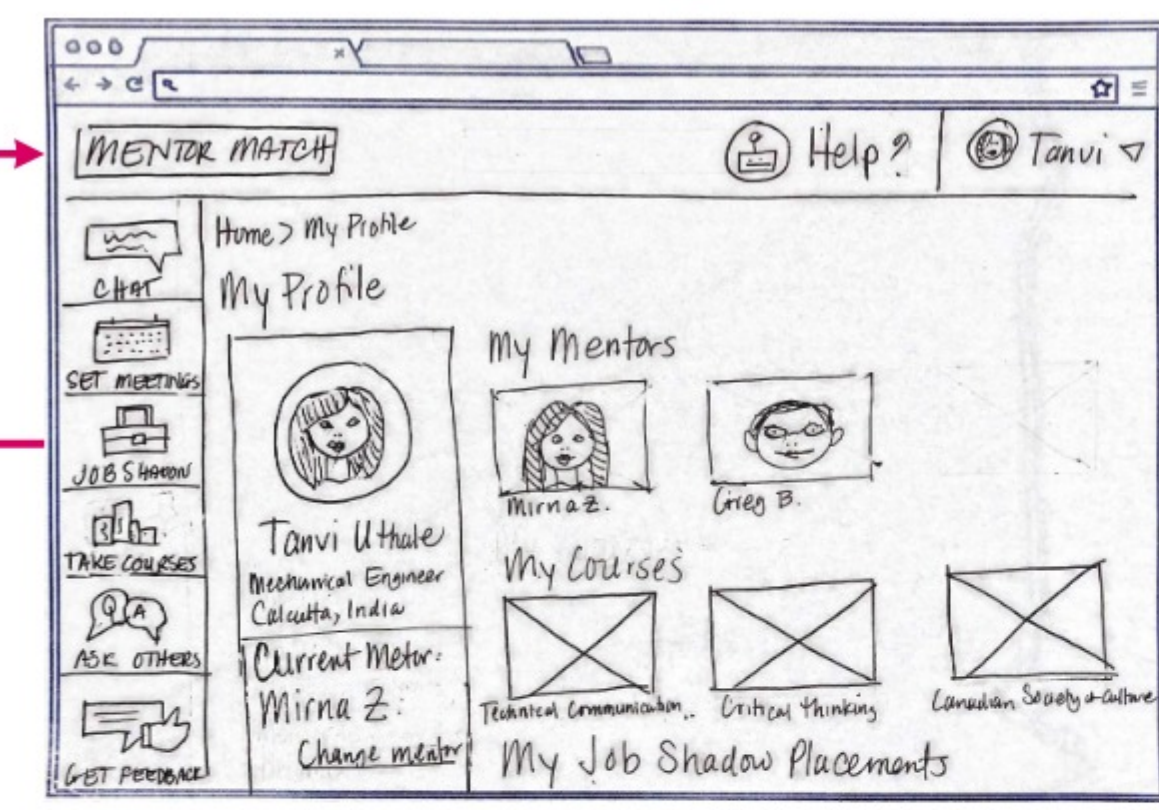 MENTOR MATCH
Help?
Tanvi
CHAT
SET MEETINGS
JOB SHADOW
TAKE COURSES
Q A
ASK OTHERS
GET FEEDBACK
Home > My Profile
My Profile
Tanvi Uthale
Mechanical Engineer
Calcutta, India
Current Metor:
Mirna Z.
Change mentor
My Mentors
Mirna Z.
Greg B.
My Courses
Technical Communication..
Critical Thinking
Canadian Society & Culture
My Job Shadow Placements